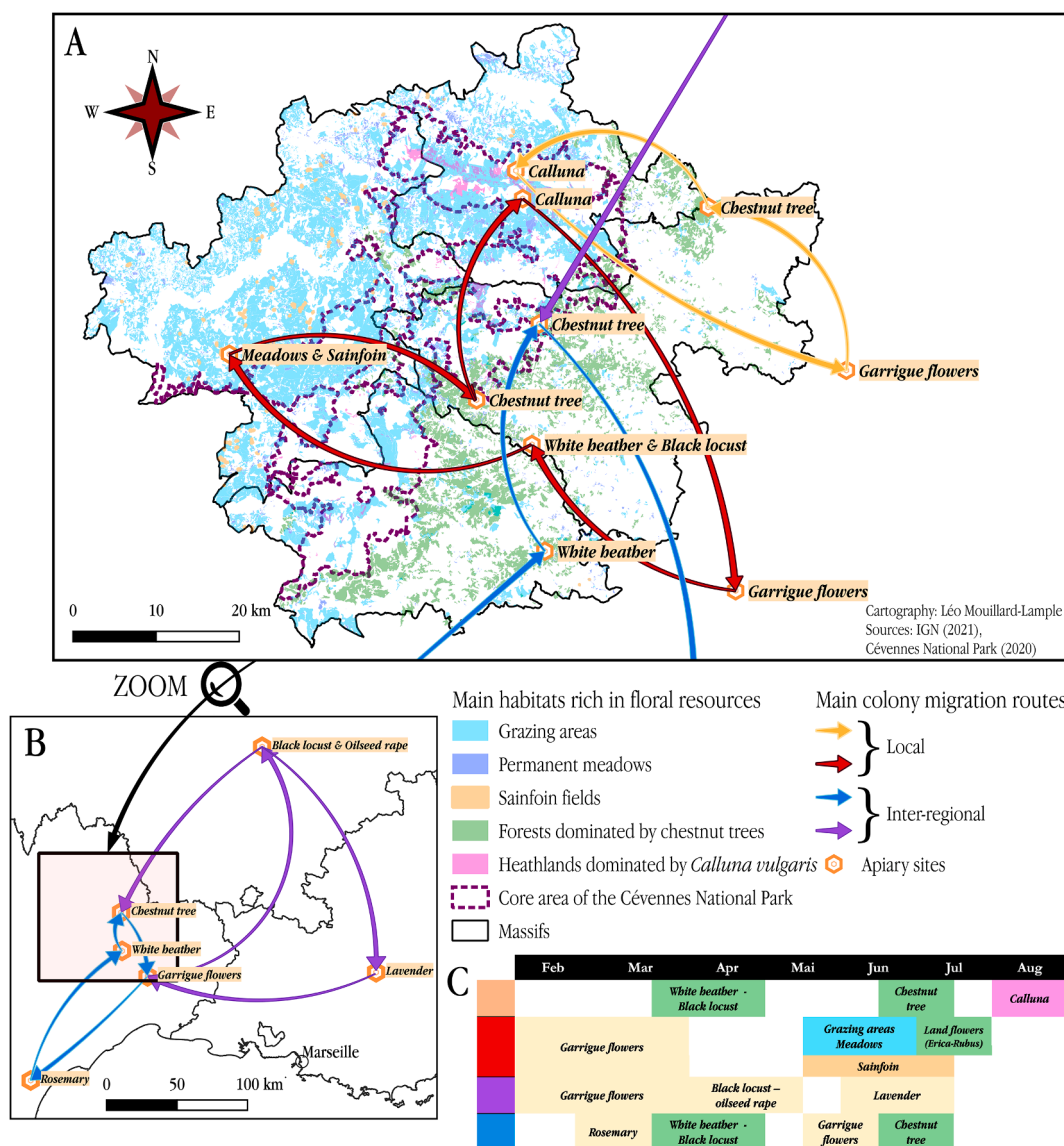 A
N
W
E
S
Calluna
Calluna
Chestnut tree
Chestnut tree
Meadows & Sainfoin
Garrigue flowers
Chestnut tree
White heather & Black locust
White heather
Garrigue flowers
0
10
20 km
Cartography: Léo Mouillard-Lample
Sources: IGN (2021),
Cévennes National Park (2020)
ZOOM
B
Black locust & Oilseed rape
Chestnut tree
White heather
Garrigue flowers
Lavender
Marseille
Rosemary
0
50
100 km
Main habitats rich in floral resources
Grazing areas
Permanent meadows
Sainfoin fields
Forests dominated by chestnut trees
Heathlands dominated by Calluna vulgaris
Core area of the Cévennes National Park
Massifs
Main colony migration routes
Local
Inter-regional
Apiary sites
C
Feb Mar Apr Mai Jun Jul Aug
White heather -
Black locust
Chestnut
tree
Calluna
Garrigue flowers
Grazing areas
Meadows
Land flowers
(Erica-Rubus)
Sainfoin
Garrigue flowers
Black locust –
oilseed rape
Lavender
Rosemary
White heather -
Black locust
Garrigue
flowers
Chestnut
tree